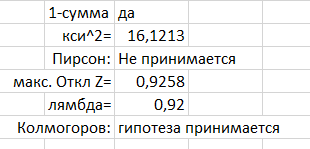 1-сумма да
кси^2= 16,1213
Пирсон: Не принимается
макс. Откл Z= 0,9258
лямбда= 0,92
Колмогоров: гипотеза принимается